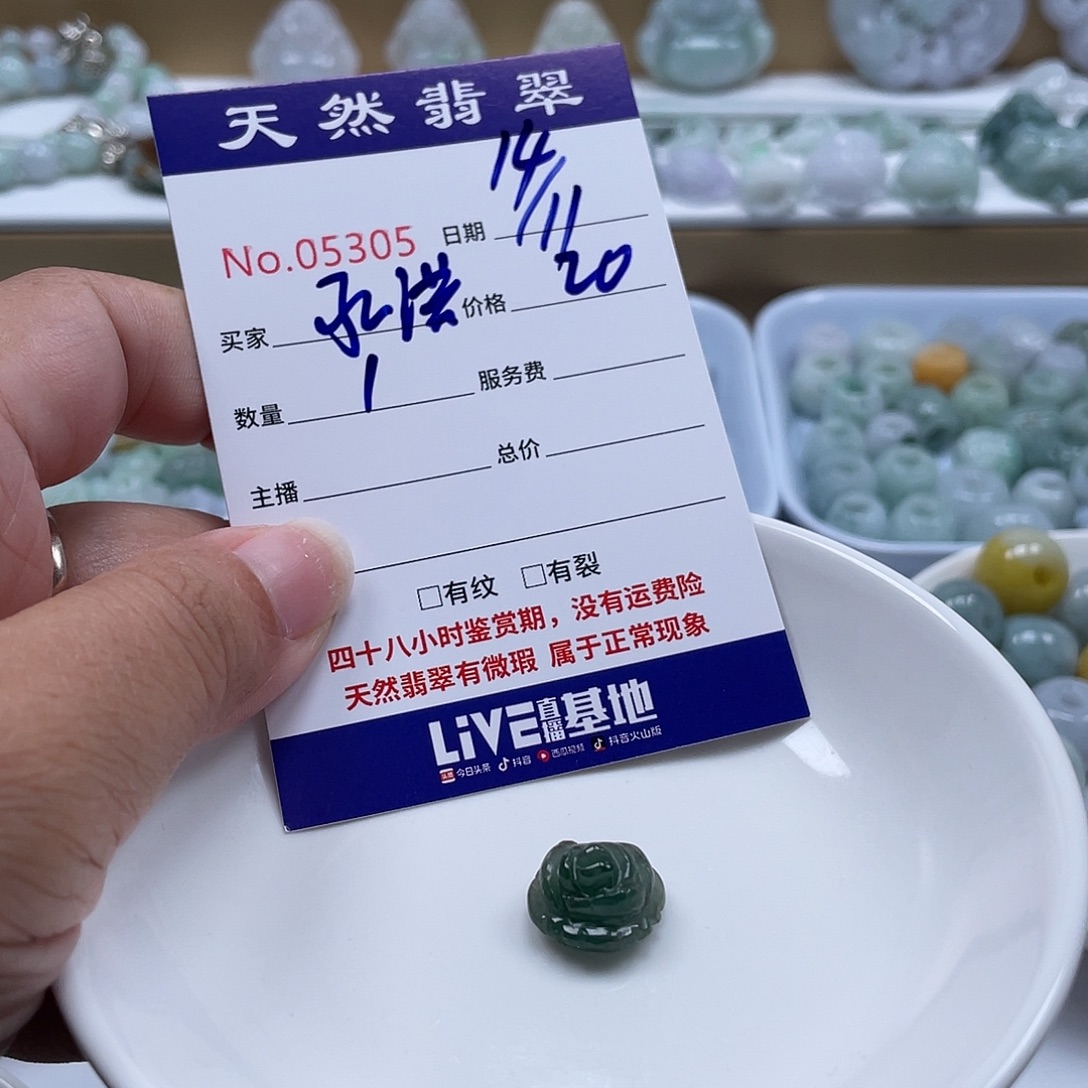 天然翡翠
No.05305 日期 14/11
买家 永洪 价格 20
数量 1 服务费
主播 总价
□有纹 □有裂
四十八小时鉴赏期，没有运费险
天然翡翠有微瑕 属于正常现象
LiVE直播基地
头条 今日头条 抖音 西瓜视频 抖音火山版